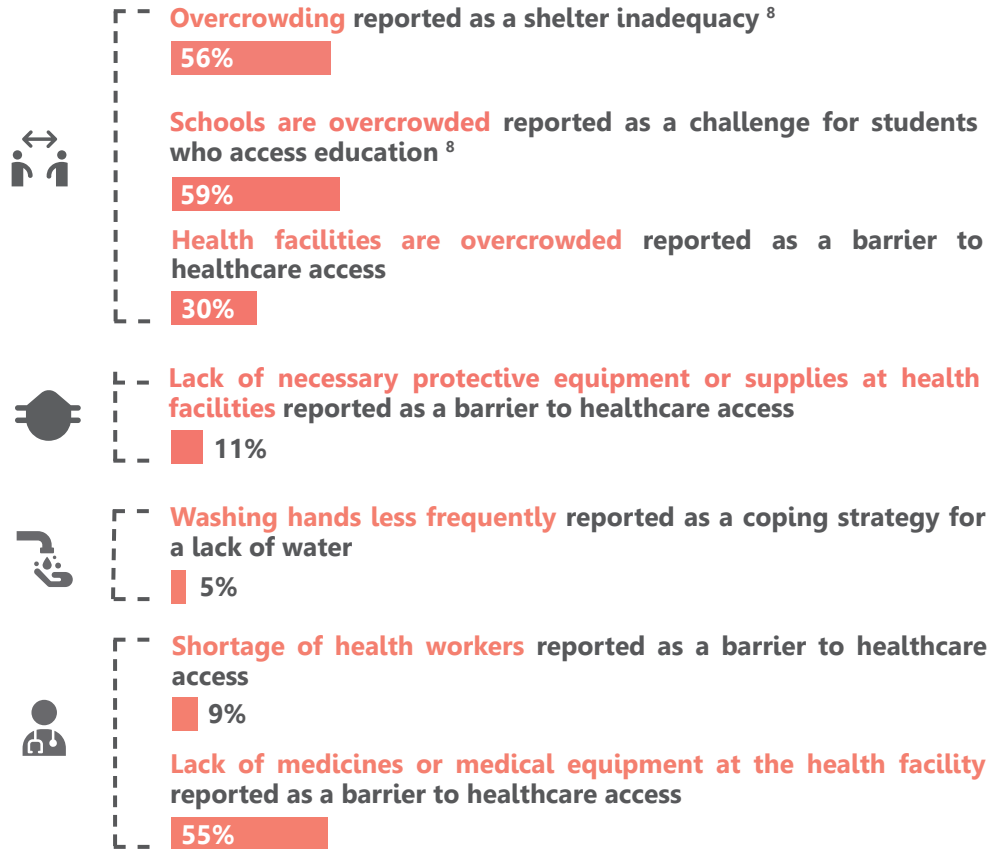 Overcrowding reported as a shelter inadequacy 8
56%
Schools are overcrowded reported as a challenge for students
who access education 8
59%
Health facilities are overcrowded reported as a barrier to
healthcare access
30%
Lack of necessary protective equipment or supplies at health
facilities reported as a barrier to healthcare access
11%
Washing hands less frequently reported as a coping strategy for
a lack of water
5%
Shortage of health workers reported as a barrier to healthcare
access
9%
Lack of medicines or medical equipment at the health facility
reported as a barrier to healthcare access
55%